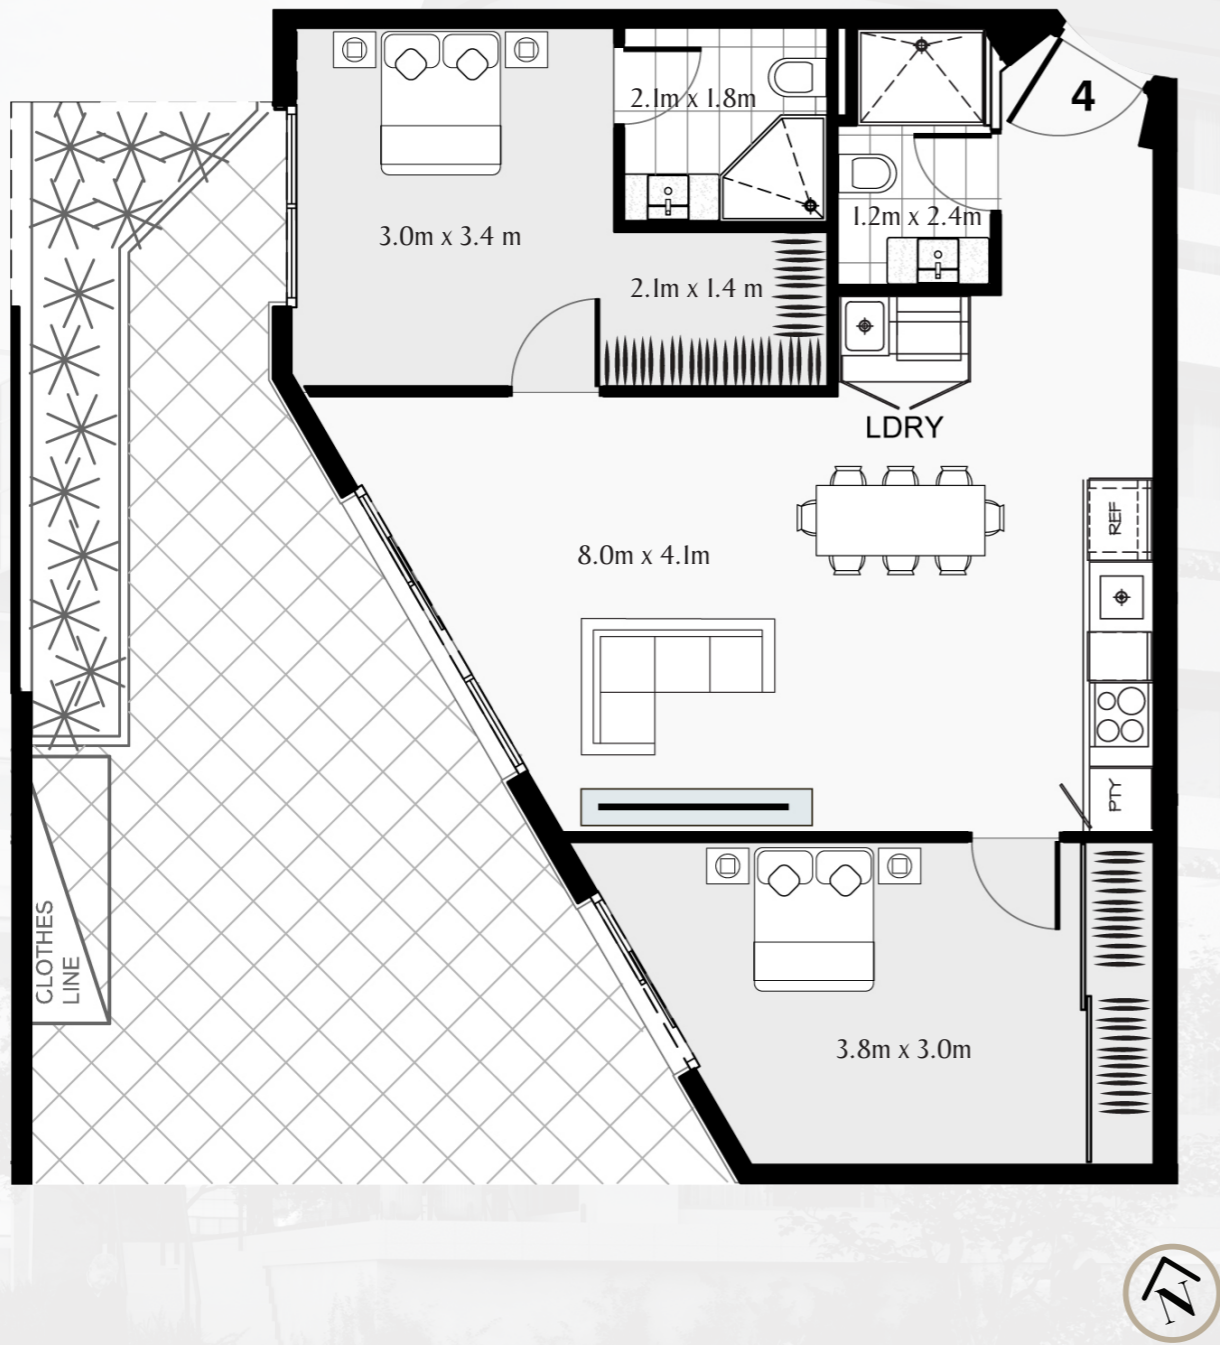 4
2.1m x 1.8m
1.2m x 2.4m
3.0m x 3.4 m
2.1m x 1.4 m
LDRY
REF
8.0m x 4.1m
PTY
CLOTHES
LINE
3.8m x 3.0m
N